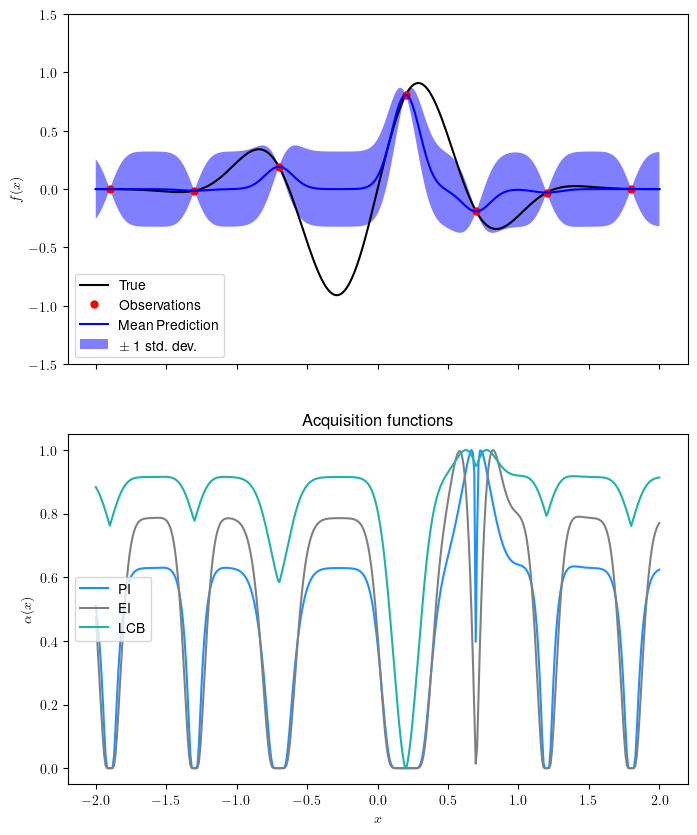 1.5
1.0
0.5
0.0
−0.5
−1.0
−1.5
f(x)
True
Observations
Mean Prediction
± 1 std. dev.
Acquisition functions
1.0
0.8
0.6
0.4
0.2
0.0
α(x)
PI
EI
LCB
−2.0 −1.5 −1.0 −0.5 0.0 0.5 1.0 1.5 2.0
x